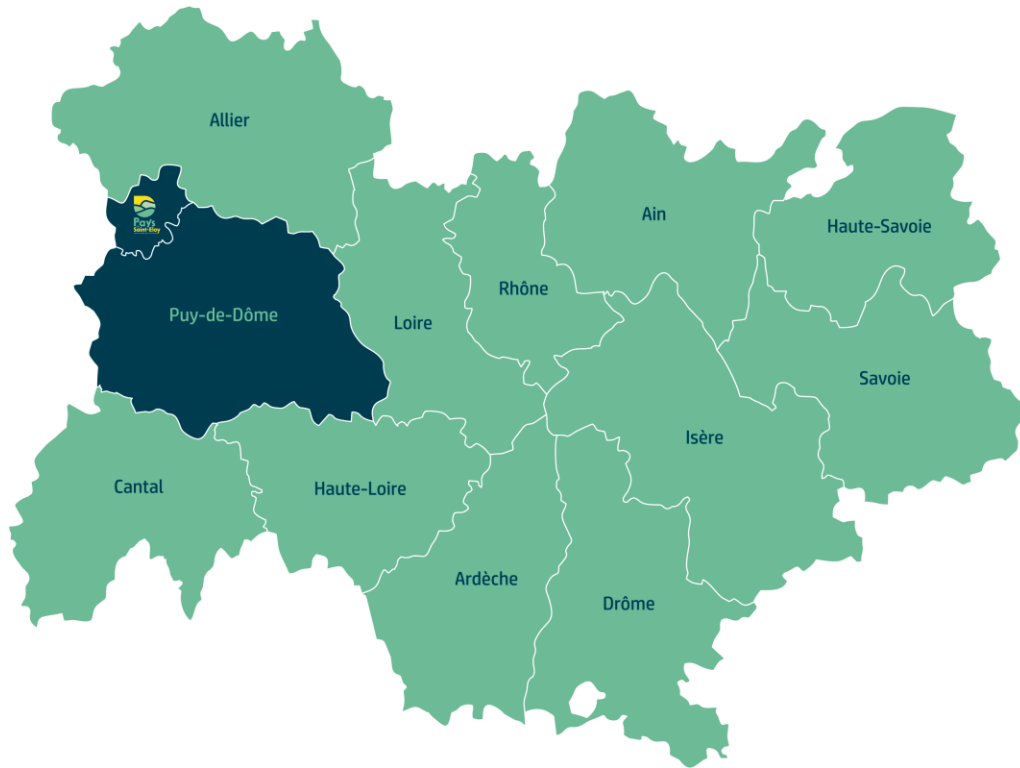 Allier
Pays
Saint-Eloy
Ain
Haute-Savoie
Rhône
Puy-de-Dôme
Loire
Savoie
Isère
Cantal
Haute-Loire
Ardèche
Drôme